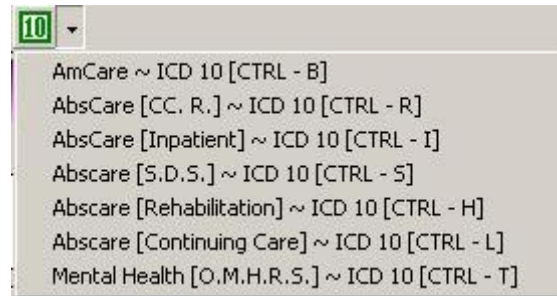 10
AmCare ~ ICD 10 [CTRL - B]
AbsCare [CC. R.] ~ ICD 10 [CTRL - R]
AbsCare [Inpatient] ~ ICD 10 [CTRL - I]
Abscare [S.D.S.] ~ ICD 10 [CTRL - S]
Abscare [Rehabilitation] ~ ICD 10 [CTRL - H]
Abscare [Continuing Care] ~ ICD 10 [CTRL - L]
Mental Health [O.M.H.R.S.] ~ ICD 10 [CTRL - T]